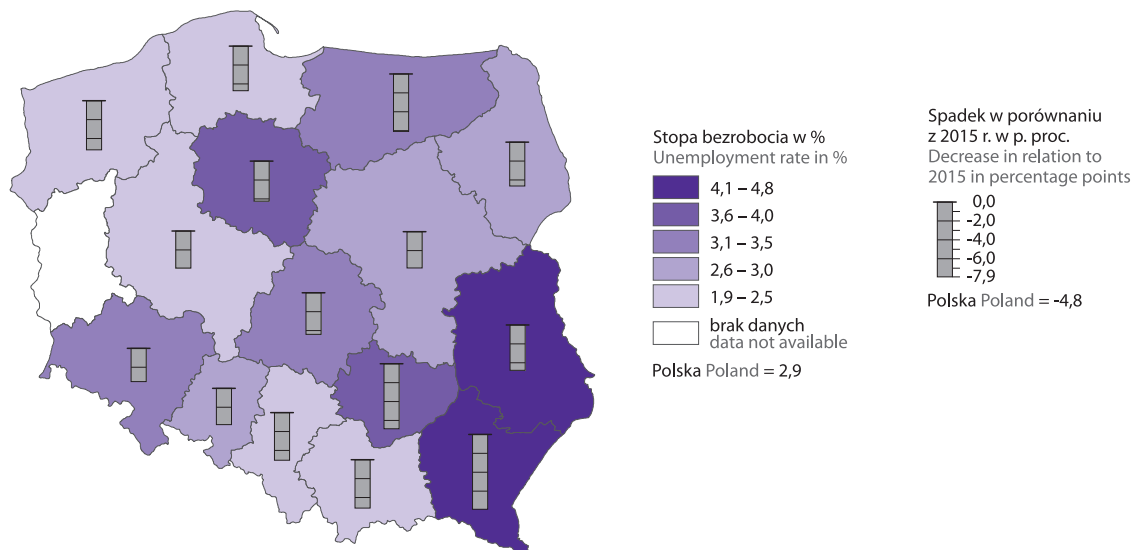 Stopa bezrobocia w %
Unemployment rate in %
4,1 – 4,8
3,6 – 4,0
3,1 – 3,5
2,6 – 3,0
1,9 – 2,5
brak danych
data not available
Polska Poland = 2,9
Spadek w porównaniu
z 2015 r. w p. proc.
Decrease in relation to
2015 in percentage points
0,0
-2,0
-4,0
-6,0
-7,9
Polska Poland = -4,8